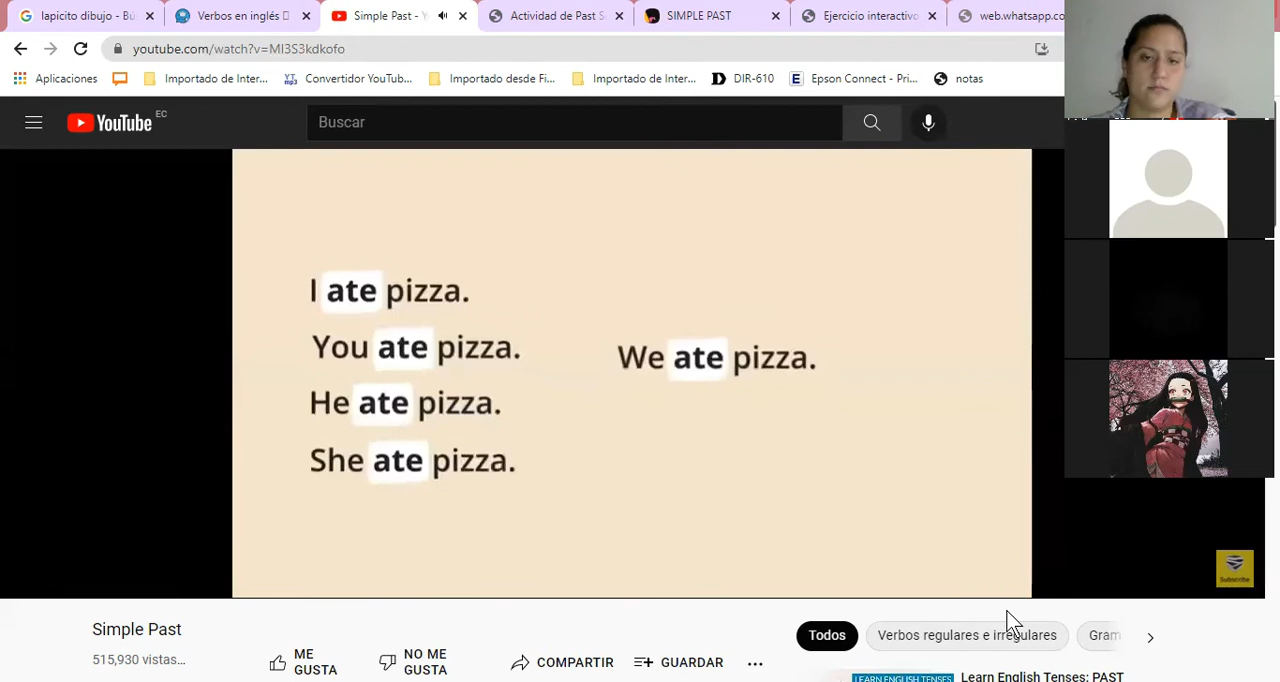 lapicito dibujo - Bú
Verbos en inglés
Simple Past - Y
Actividad de Past S
SIMPLE PAST
Ejercicio interactivo
web.whatsapp.co
youtube.com/watch?v=MI3S3kdkofo
Aplicaciones
Importado de Inter...
Convertidor YouTub...
Importado desde Fi...
Importado de Inter...
DIR-610
Epson Connect - Pri...
notas
YouTube EC
Buscar
I ate pizza.
You ate pizza.
He ate pizza.
She ate pizza.
We ate pizza.
Subscribe
Simple Past
515,930 vistas...
ME GUSTA
NO ME GUSTA
COMPARTIR
GUARDAR
Todos
Verbos regulares e irregulares
Gram
LEARN ENGLISH TENSES
Learn English Tenses: PAST